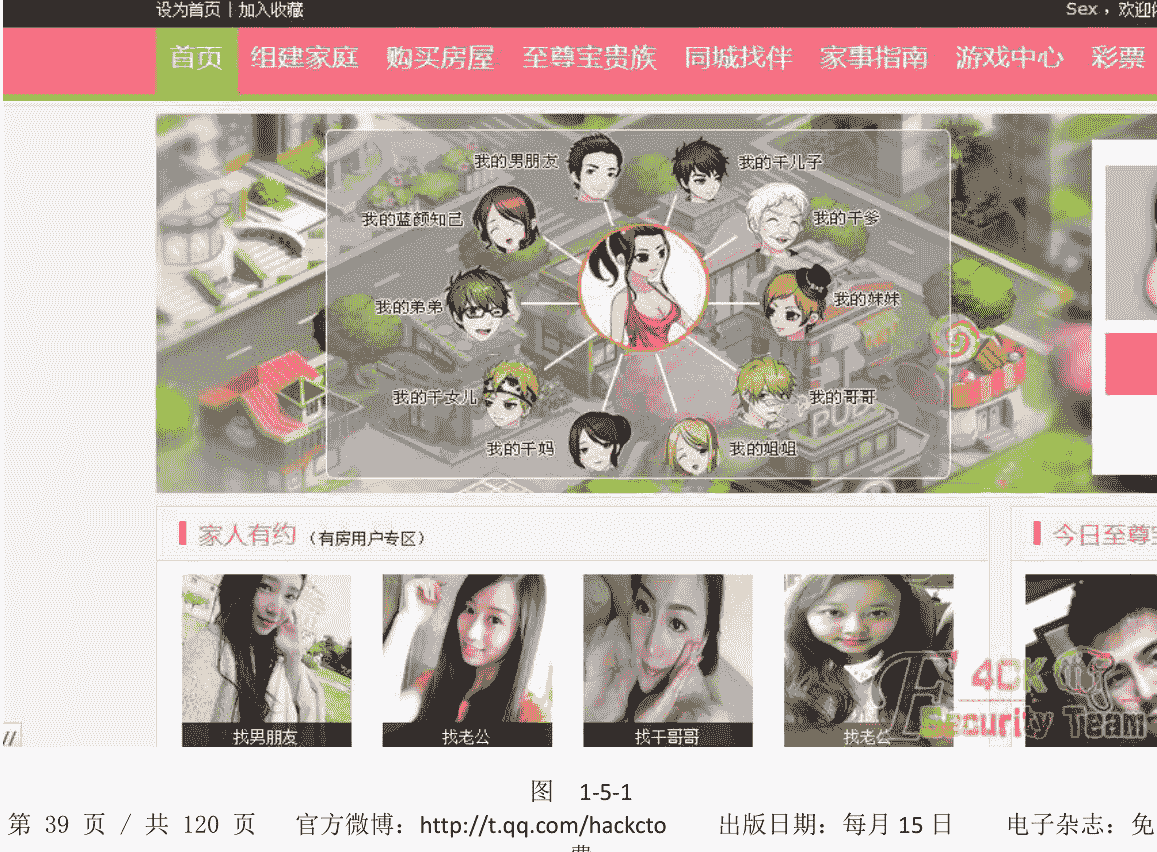 设为首页 | 加入收藏
Sex，欢迎
首页 组建家庭 购买房屋 至尊宝贵族 同城找伴 家事指南 游戏中心 彩票
我的男朋友
我的干儿子
我的蓝颜知己
我的干爹
我的弟弟
我的妹妹
我的干女儿
我的哥哥
我的干妈
我的姐姐
PUB
家人有约（有房用户专区）
今日至尊宝
找男朋友
找老公
找干哥哥
找老公
F4CK
Security Team
图 1-5-1
第 39 页 / 共 120 页 官方微博：http://t.qq.com/hackcto 出版日期：每月 15 日 电子杂志：免